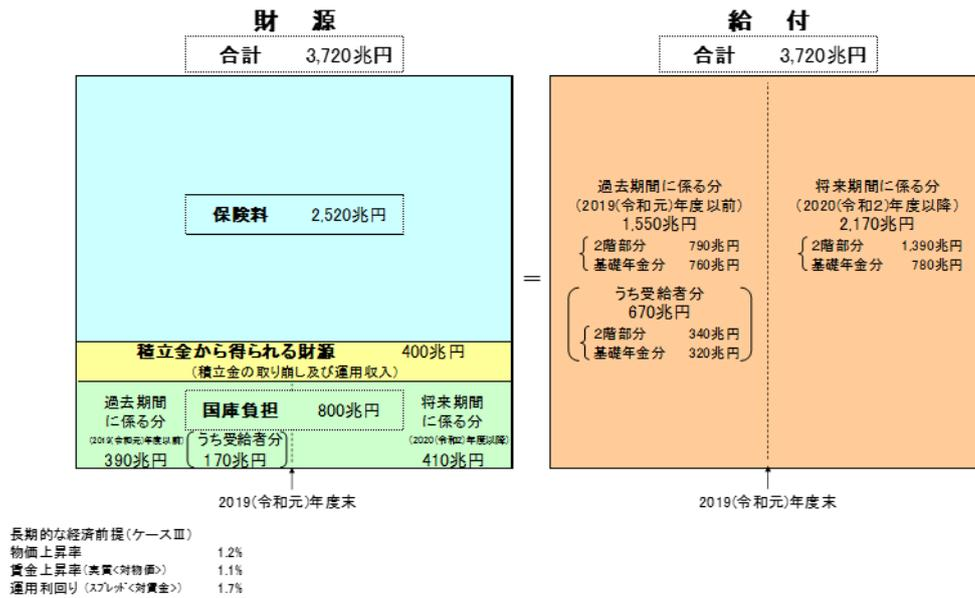 財 源
合計 3,720兆円
保険料 2,520兆円
積立金から得られる財源 400兆円
(積立金の取り崩し及び運用収入)
過去期間
に係る分
(2019(令和元)年度以前)
390兆円
国庫負担 800兆円
うち受給者分
170兆円
将来期間
に係る分
(2020(令和2)年度以降)
410兆円
2019(令和元)年度末
=
給 付
合計 3,720兆円
過去期間に係る分
(2019(令和元)年度以前)
1,550兆円
2階部分 790兆円
基礎年金分 760兆円
うち受給者分
670兆円
2階部分 340兆円
基礎年金分 320兆円
将来期間に係る分
(2020(令和2)年度以降)
2,170兆円
2階部分 1,390兆円
基礎年金分 780兆円
2019(令和元)年度末
長期的な経済前提(ケースⅢ)
物価上昇率 1.2%
賃金上昇率(実質<対物価>) 1.1%
運用利回り(スプレッド<対賃金>) 1.7%